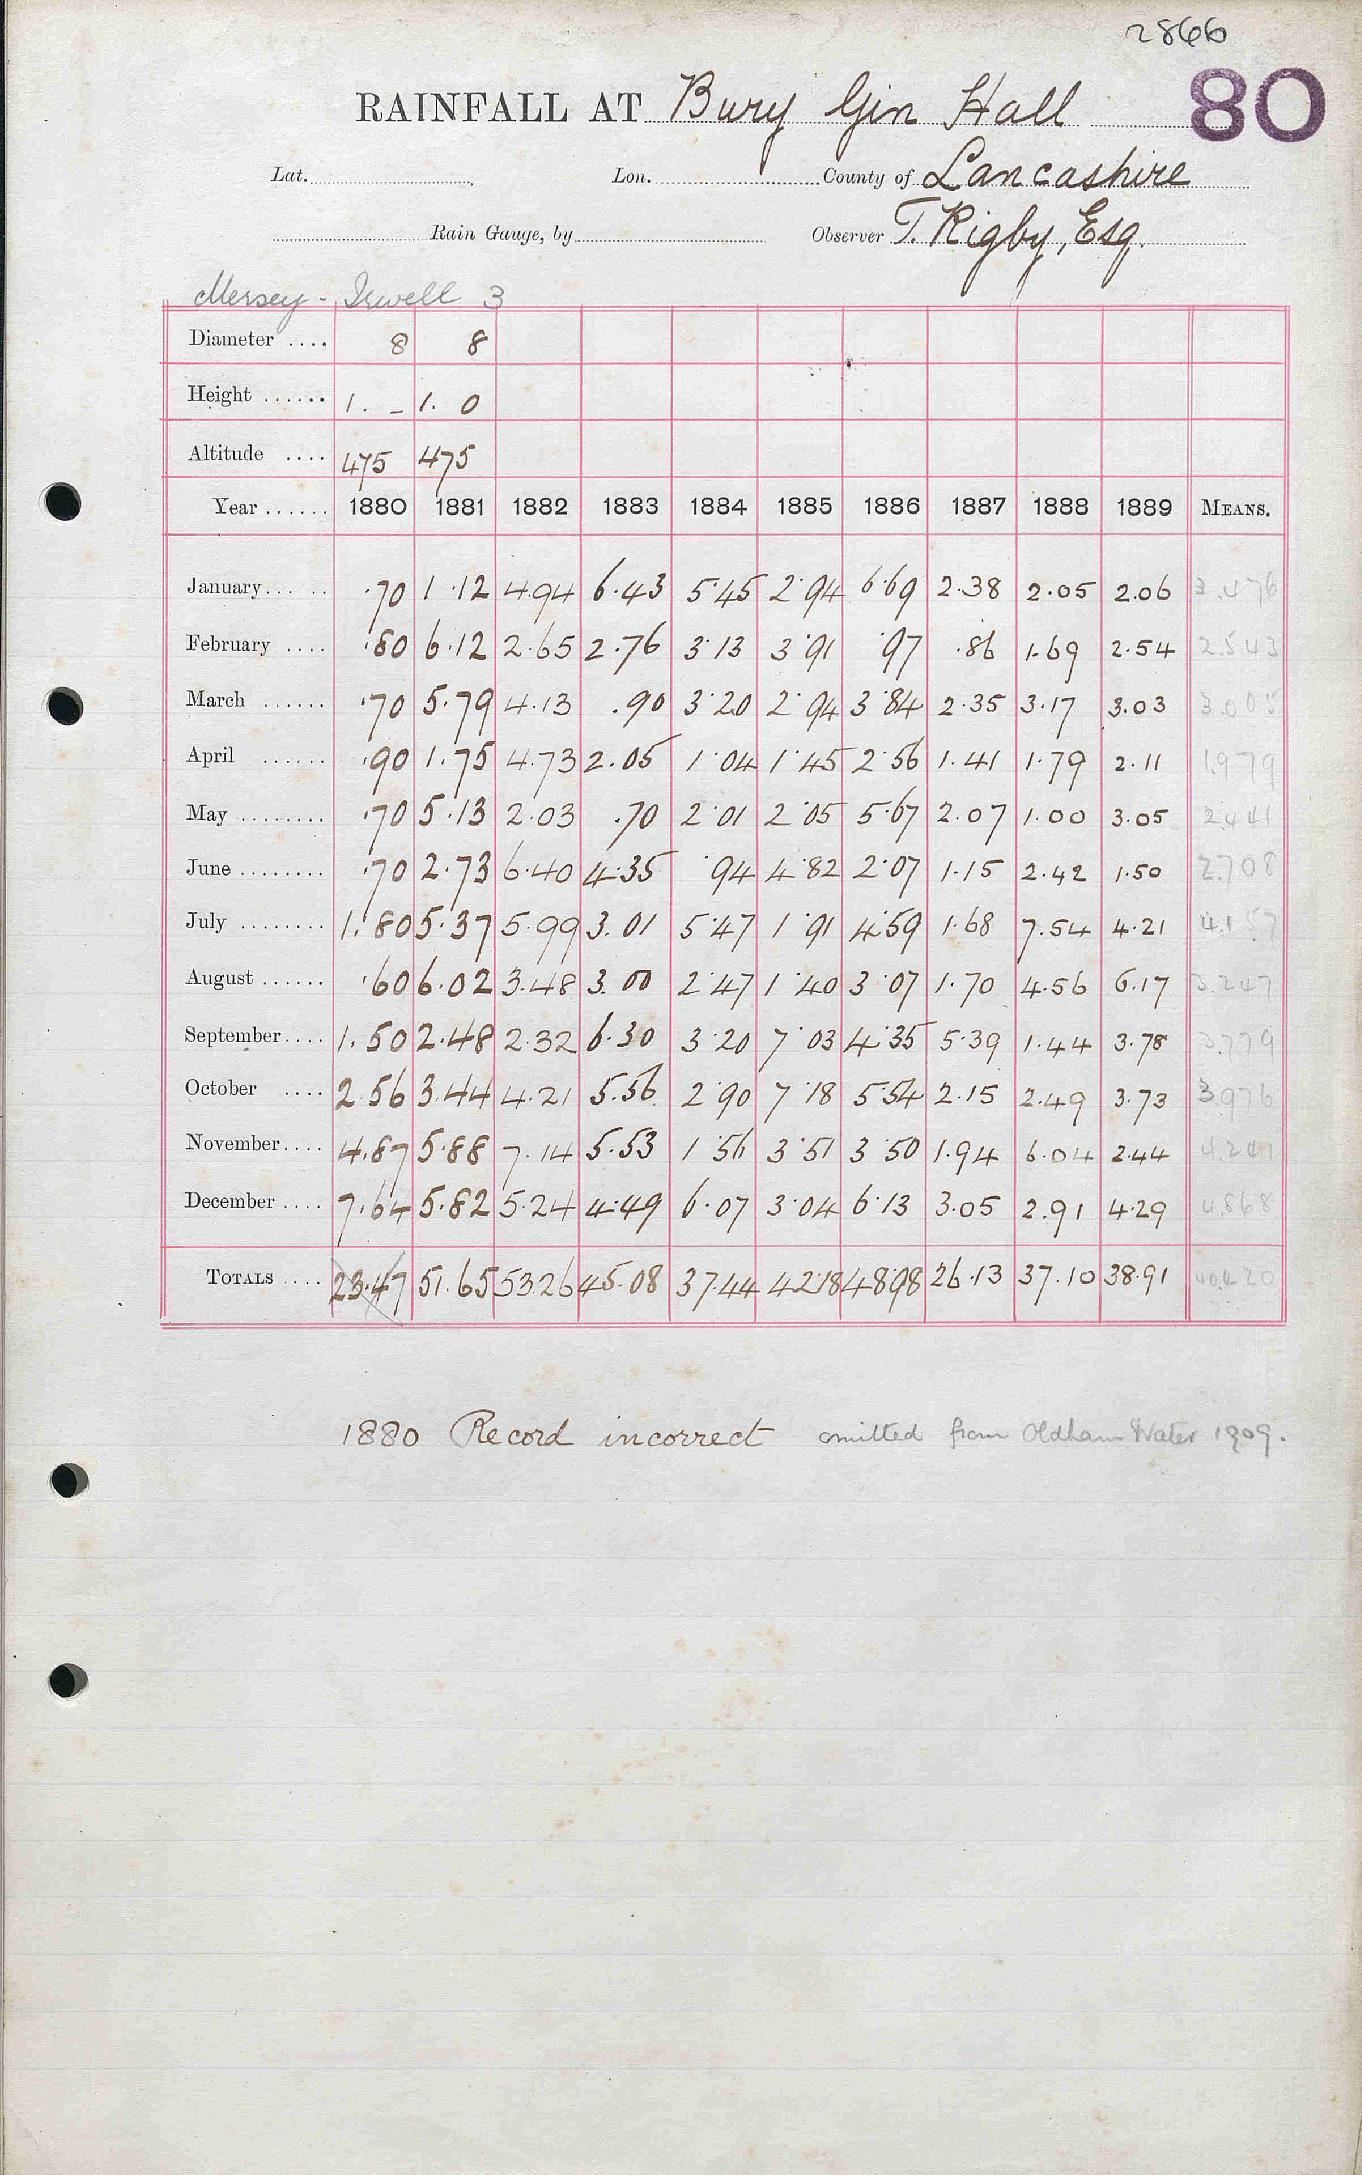 2866
80
RAINFALL AT Bury Gin Hall
Lat. Lon. County of Lancashire
Rain Gauge, by Observer T. Rigby, Esq.
Mersey - Irwell 3
Diameter .... 8 8
Height ...... 1. - 1. 0
Altitude .... 475 475
Year ...... 1880 1881 1882 1883 1884 1885 1886 1887 1888 1889 MEANS.
January...... .70 1.12 4.94 6.43 5.45 2.94 6.69 2.38 2.05 2.06 3.476
February .... .80 6.12 2.65 2.76 3.13 3.91 .97 .86 1.69 2.54 2.543
March ...... .70 5.79 4.13 .90 3.20 2.94 3.84 2.35 3.17 3.03 3.005
April ...... .90 1.75 4.73 2.05 1.04 1.45 2.56 1.41 1.79 2.11 1.979
May ........ .70 5.13 2.03 .70 2.01 2.05 5.67 2.07 1.00 3.05 2.441
June ........ .70 2.73 6.40 4.35 .94 4.82 2.07 1.15 2.42 1.50 2.708
July ........ 1.80 5.37 5.99 3.01 5.47 1.91 4.59 1.68 7.54 4.21 4.157
August ...... .60 6.02 3.48 3.00 2.47 1.40 3.07 1.70 4.56 6.17 3.247
September.... 1.50 2.48 2.32 6.30 3.20 7.03 4.35 5.39 1.44 3.78 3.779
October .... 2.56 3.44 4.21 5.56 2.90 7.18 5.54 2.15 2.49 3.73 3.976
November.... 4.87 5.88 7.14 5.53 1.56 3.51 3.50 1.94 6.04 2.44 4.241
December .... 7.64 5.82 5.24 4.49 6.07 3.04 6.13 3.05 2.91 4.29 4.868
TOTALS .... 23.47 51.65 53.26 45.08 37.44 42.18 48.98 26.13 37.10 38.91 40.420
1880 Record incorrect omitted from Oldham Water 1909.